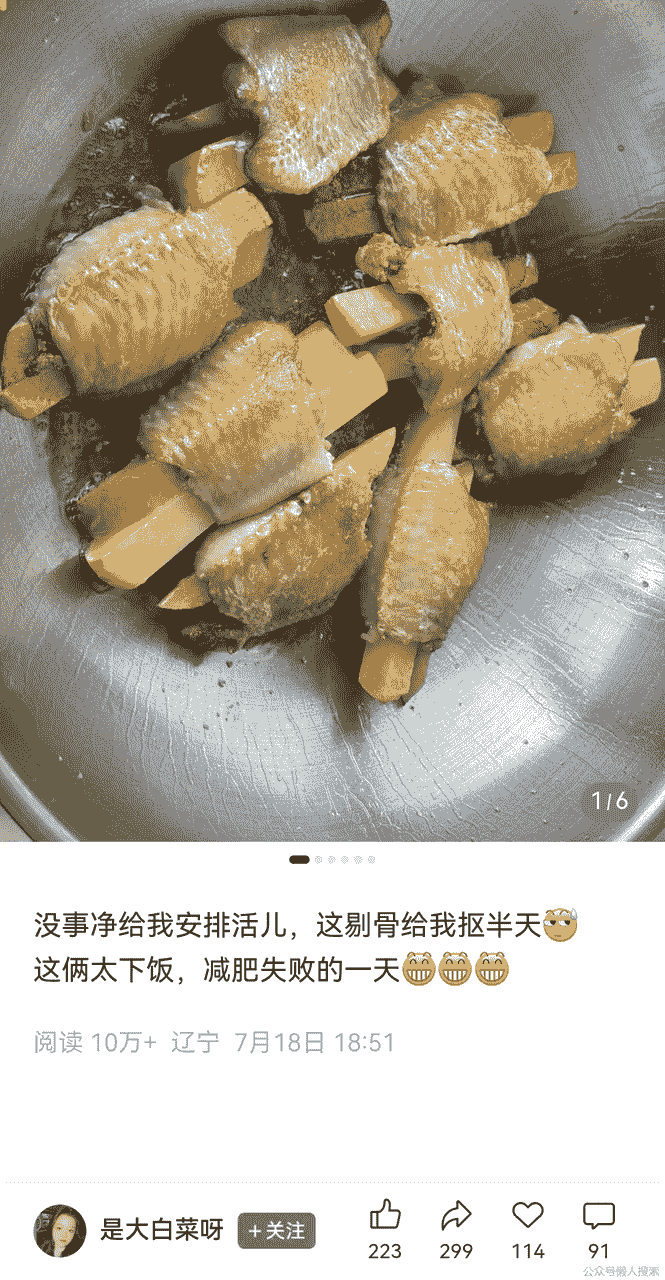 1/6
没事净给我安排活儿，这剔骨给我抠半天
这俩太下饭，减肥失败的一天
阅读 10万+ 辽宁 7月18日 18:51
是大白菜呀 +关注 223 299 114 91
公众号懒人搜索